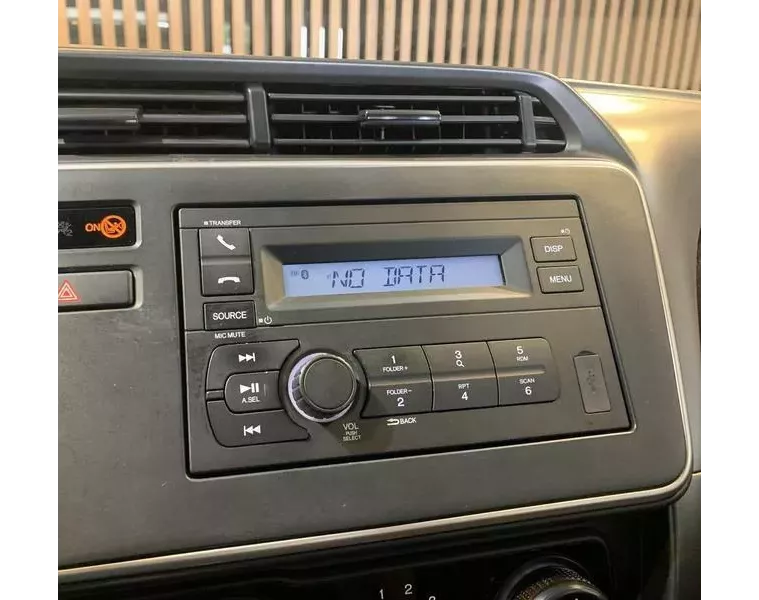 TRANSFER
DISP
ON
NO DATA
MENU
SOURCE
MIC MUTE
1
FOLDER+
3
5
RDM
A.SEL
FOLDER-
2
RPT
4
SCAN
6
VOL
PUSH
SELECT
BACK
1 2